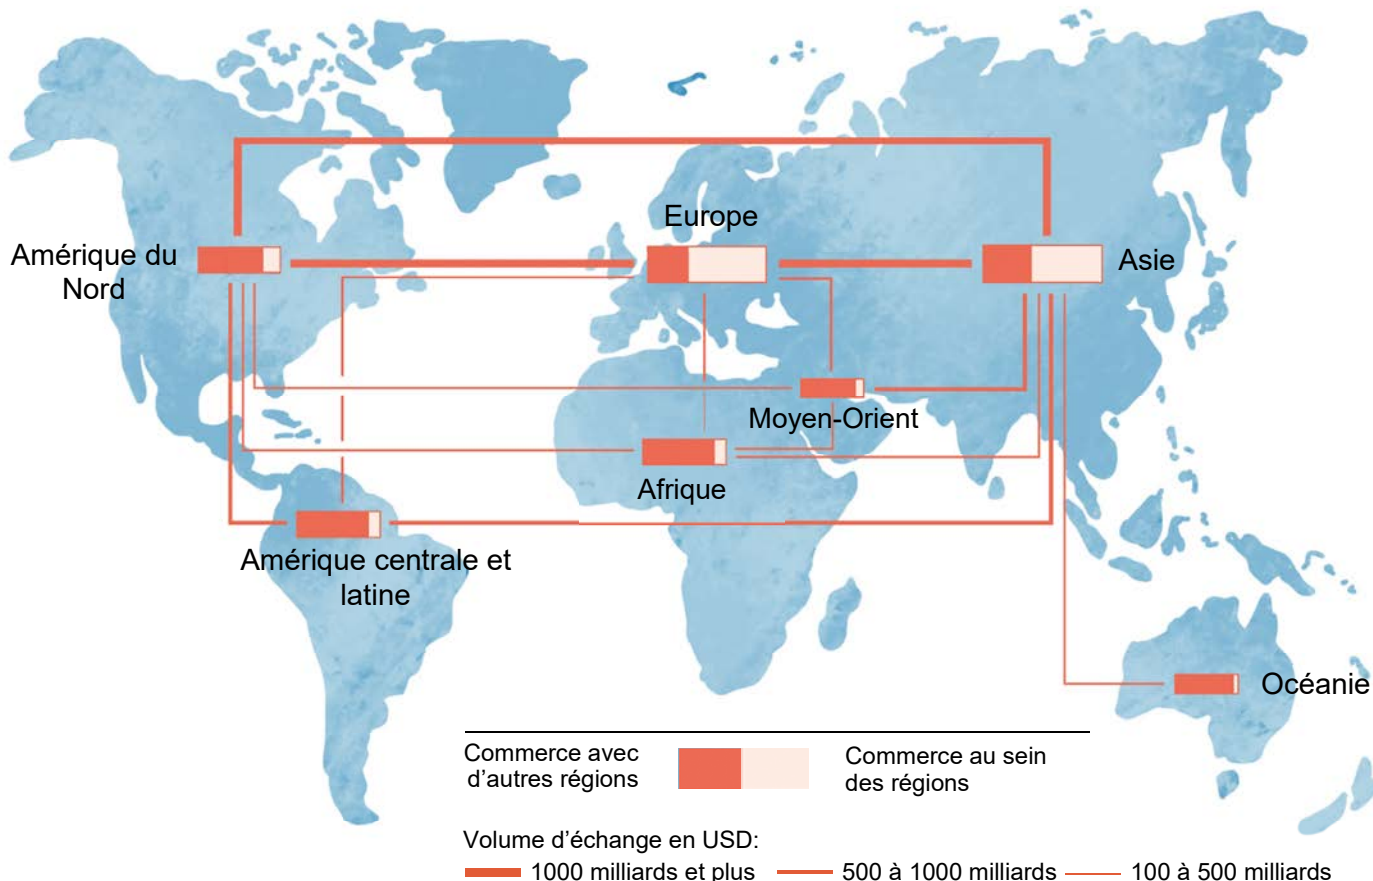 Europe
Amérique du
Nord
Asie
Moyen-Orient
Afrique
Amérique centrale et
latine
Océanie
Commerce avec
d'autres régions
Commerce au sein
des régions
Volume d'échange en USD:
1000 milliards et plus
500 à 1000 milliards
100 à 500 milliards